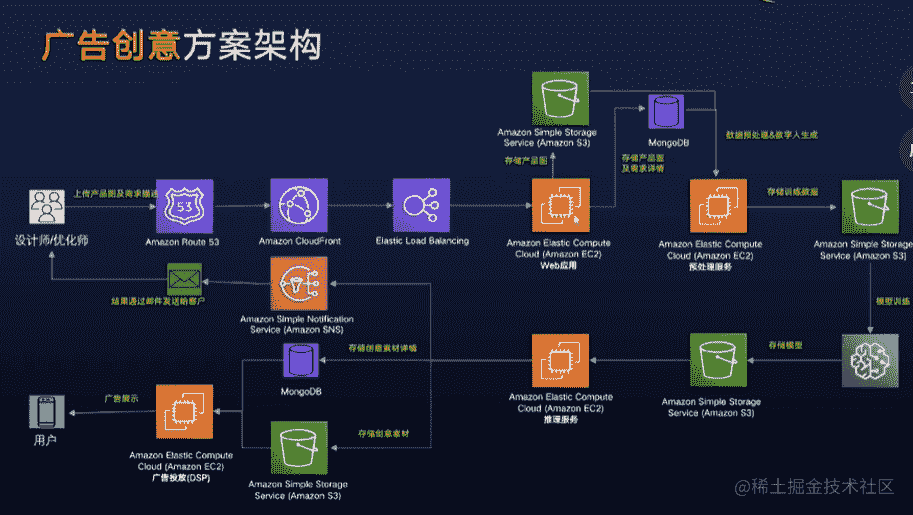 广告创意方案架构
Amazon Simple Storage
Service (Amazon S3)
MongoDB
数据预处理&数字人生成
存储产品图
存储产品图
及需求详情
上传产品图及需求描述
存储训练数据
53
设计师/优化师
Amazon Route 53
Amazon CloudFront
Elastic Load Balancing
Amazon Elastic Compute
Cloud (Amazon EC2)
Web应用
Amazon Elastic Compute
Cloud (Amazon EC2)
预处理服务
Amazon Simple Storage
Service (Amazon S3)
结果通过邮件发送给客户
模型训练
Amazon Simple Notification
Service (Amazon SNS)
存储创意素材详情
存储模型
MongoDB
Amazon Elastic Compute
Cloud (Amazon EC2)
推理服务
Amazon Simple Storage
Service (Amazon S3)
广告展示
用户
存储创意素材
Amazon Elastic Compute
Cloud (Amazon EC2)
广告投放(DSP)
Amazon Simple Storage
Service (Amazon S3)
@稀土掘金技术社区